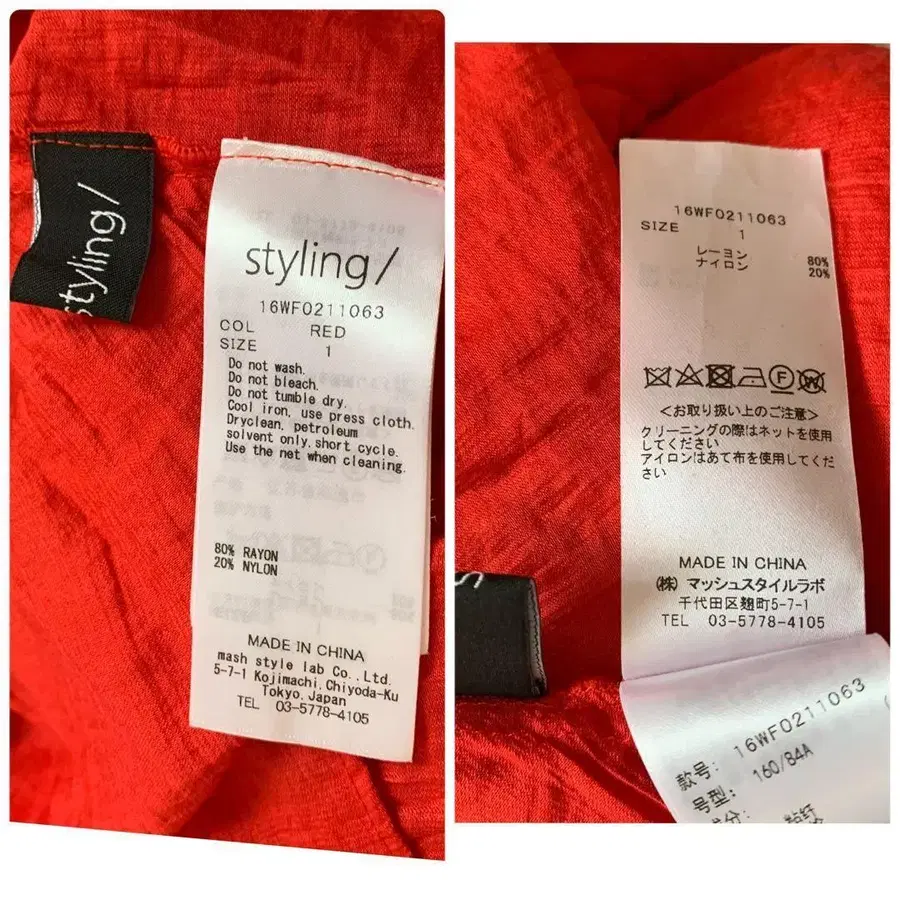 styling/
styling/
16WF0211063
COL RED
SIZE 1
Do not wash.
Do not bleach.
Do not tumble dry.
Cool iron, use press cloth.
Dryclean, petroleum
solvent only, short cycle.
Use the net when cleaning.
80% RAYON
20% NYLON
MADE IN CHINA
mash style lab Co.,Ltd.
5-7-1 Kojimachi,Chiyoda-Ku
Tokyo,Japan
TEL 03-5778-4105
16WF0211063
SIZE 1
レーヨン 80%
ナイロン 20%
<お取り扱い上のご注意>
クリーニングの際はネットを使用
してください
アイロンはあて布を使用してくだ
さい
MADE IN CHINA
(株) マッシュスタイルラボ
千代田区麹町5-7-1
TEL 03-5778-4105
款号: 16WF0211063
号型: 160/84A